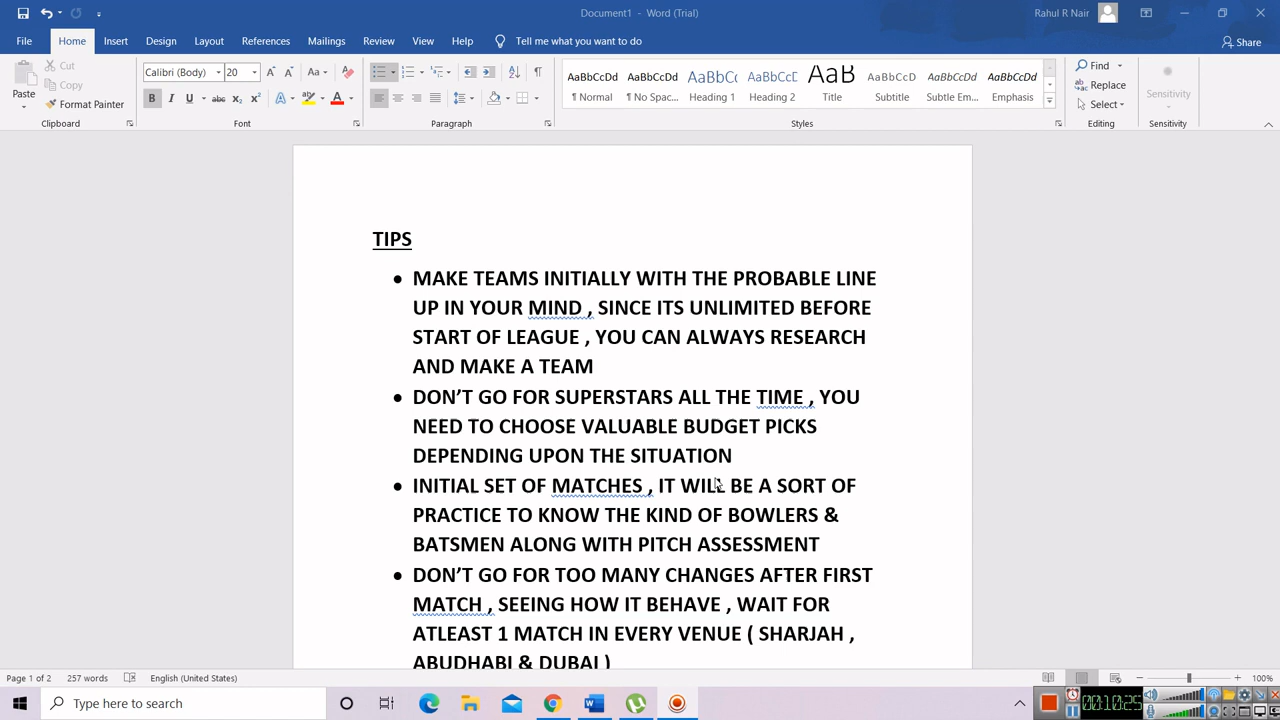 Document1 - Word (Trial)
Rahul R Nair
File Home Insert Design Layout References Mailings Review View Help Tell me what you want to do Share
Paste
Cut
Copy
Format Painter
Clipboard
Calibri (Body) 20
Font
Paragraph
AaBbCcDd AaBbCcDd AaBbCc AaBbCcD AaB AaBbCcD AaBbCcDd AaBbCcDd
¶ Normal ¶ No Spac... Heading 1 Heading 2 Title Subtitle Subtle Em... Emphasis
Styles
Find
Replace
Select
Editing
Sensitivity
Sensitivity
TIPS
• MAKE TEAMS INITIALLY WITH THE PROBABLE LINE
UP IN YOUR MIND , SINCE ITS UNLIMITED BEFORE
START OF LEAGUE , YOU CAN ALWAYS RESEARCH
AND MAKE A TEAM
• DON’T GO FOR SUPERSTARS ALL THE TIME , YOU
NEED TO CHOOSE VALUABLE BUDGET PICKS
DEPENDING UPON THE SITUATION
• INITIAL SET OF MATCHES , IT WILL BE A SORT OF
PRACTICE TO KNOW THE KIND OF BOWLERS &
BATSMEN ALONG WITH PITCH ASSESSMENT
• DON’T GO FOR TOO MANY CHANGES AFTER FIRST
MATCH , SEEING HOW IT BEHAVE , WAIT FOR
ATLEAST 1 MATCH IN EVERY VENUE ( SHARJAH ,
ABUDHABI & DUBAI )
Page 1 of 2 257 words English (United States) 100%
Type here to search